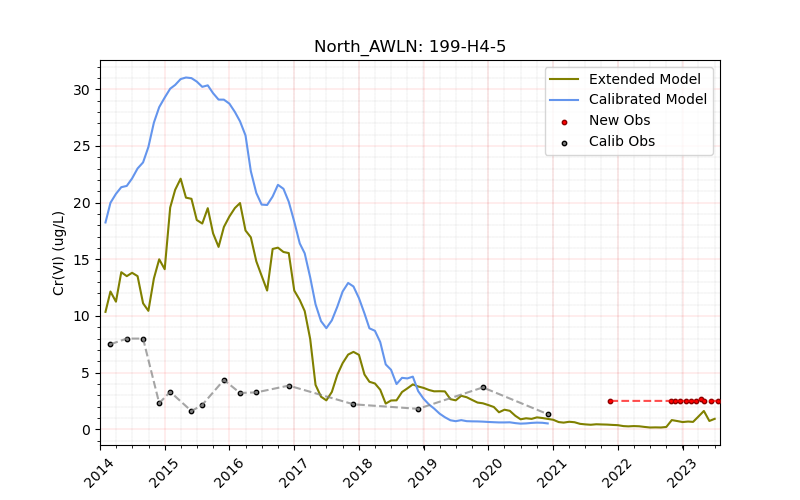 North_AWLN: 199-H4-5
Extended Model
Calibrated Model
New Obs
Calib Obs
Cr(VI) (ug/L)
30
25
20
15
10
5
0
2014
2015
2016
2017
2018
2019
2020
2021
2022
2023